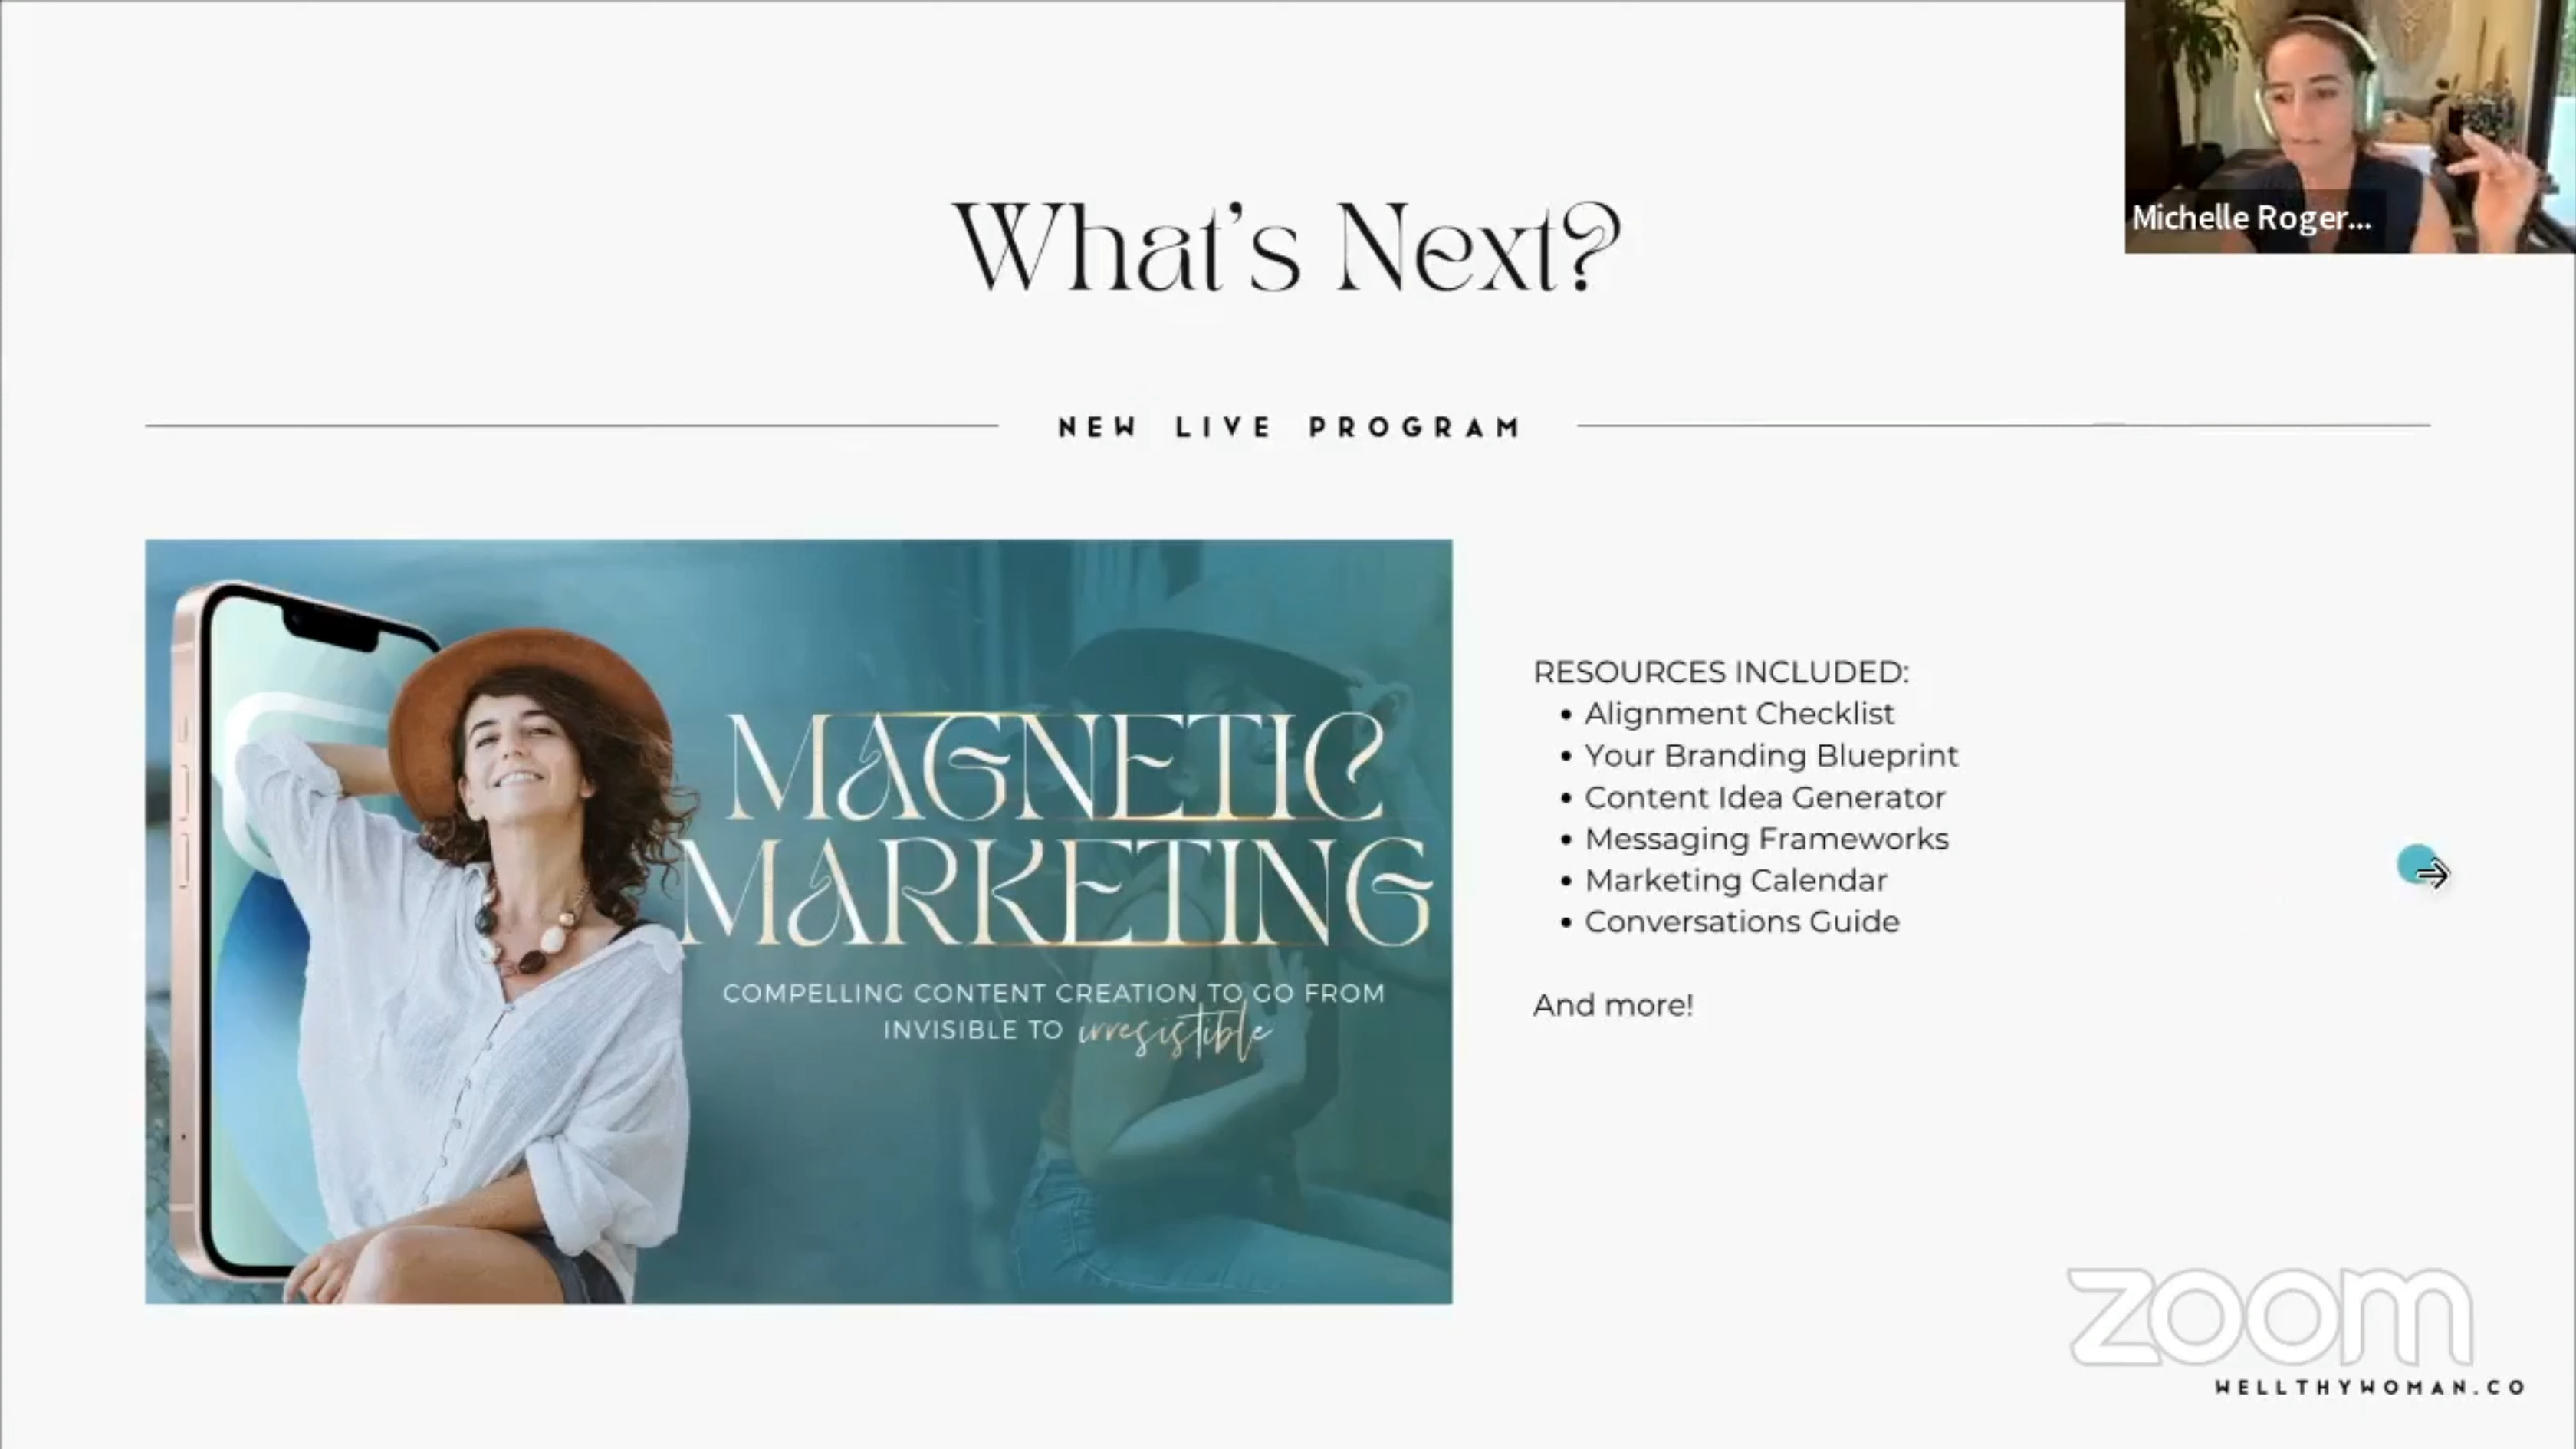 Michelle Roger...
What's Next?
NEW LIVE PROGRAM
MAGNETIC
MARKETING
COMPELLING CONTENT CREATION TO GO FROM
INVISIBLE TO irresistible
RESOURCES INCLUDED:
• Alignment Checklist
• Your Branding Blueprint
• Content Idea Generator
• Messaging Frameworks
• Marketing Calendar
• Conversations Guide
And more!
zoom
WELLTHYWOMAN.CO